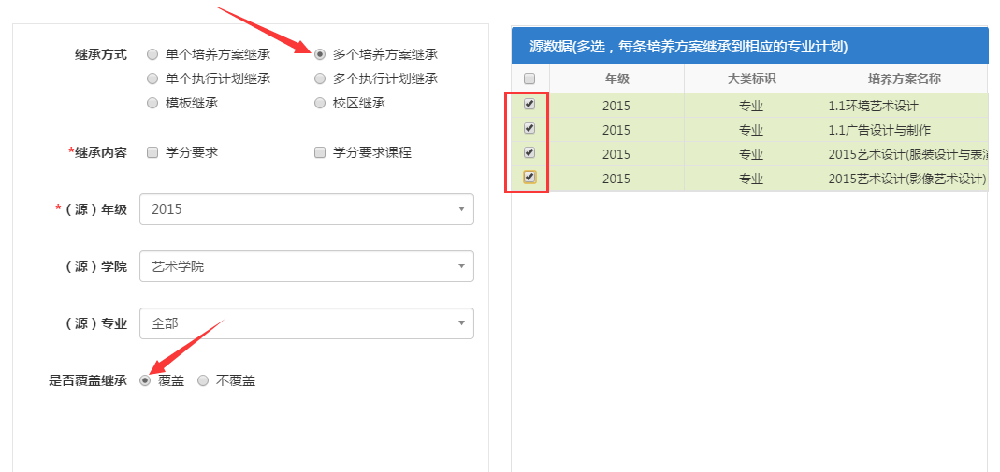 继承方式 单个培养方案继承 多个培养方案继承
单个执行计划继承 多个执行计划继承
模板继承 校区继承
*继承内容 学分要求 学分要求课程
*（源）年级 2015
（源）学院 艺术学院
（源）专业 全部
是否覆盖继承 覆盖 不覆盖
源数据(多选，每条培养方案继承到相应的专业计划)
年级 大类标识 培养方案名称
2015 专业 1.1环境艺术设计
2015 专业 1.1广告设计与制作
2015 专业 2015艺术设计(服装设计与表演
2015 专业 2015艺术设计(影像艺术设计)